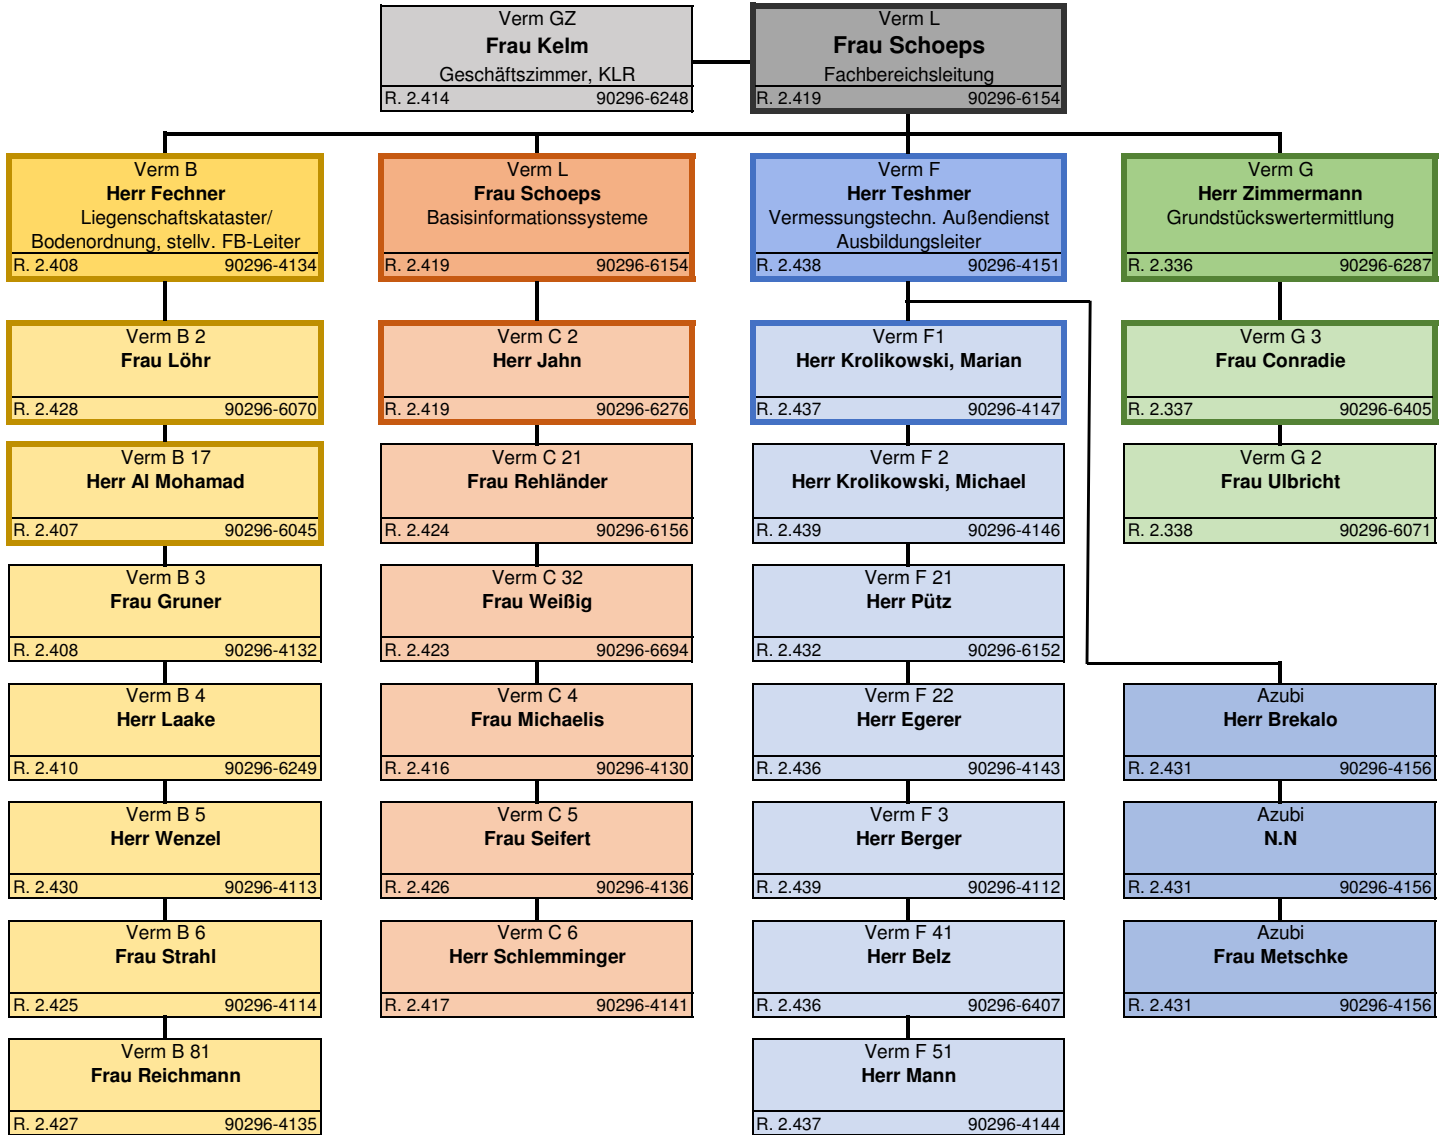 Verm GZ
Frau Kelm
Geschäftszimmer, KLR
R. 2.414 90296-6248
Verm L
Frau Schoeps
Fachbereichsleitung
R. 2.419 90296-6154
Verm B
Herr Fechner
Liegenschaftskataster/
Bodenordnung, stellv. FB-Leiter
R. 2.408 90296-4134
Verm L
Frau Schoeps
Basisinformationssysteme
R. 2.419 90296-6154
Verm F
Herr Teshmer
Vermessungstechn. Außendienst
Ausbildungsleiter
R. 2.438 90296-4151
Verm G
Herr Zimmermann
Grundstückswertermittlung
R. 2.336 90296-6287
Verm B 2
Frau Löhr
R. 2.428 90296-6070
Verm C 2
Herr Jahn
R. 2.419 90296-6276
Verm F1
Herr Krolikowski, Marian
R. 2.437 90296-4147
Verm G 3
Frau Conradie
R. 2.337 90296-6405
Verm B 17
Herr Al Mohamad
R. 2.407 90296-6045
Verm C 21
Frau Rehländer
R. 2.424 90296-6156
Verm F 2
Herr Krolikowski, Michael
R. 2.439 90296-4146
Verm G 2
Frau Ulbricht
R. 2.338 90296-6071
Verm B 3
Frau Gruner
R. 2.408 90296-4132
Verm C 32
Frau Weißig
R. 2.423 90296-6694
Verm F 21
Herr Pütz
R. 2.432 90296-6152
Verm B 4
Herr Laake
R. 2.410 90296-6249
Verm C 4
Frau Michaelis
R. 2.416 90296-4130
Verm F 22
Herr Egerer
R. 2.436 90296-4143
Azubi
Herr Brekalo
R. 2.431 90296-4156
Verm B 5
Herr Wenzel
R. 2.430 90296-4113
Verm C 5
Frau Seifert
R. 2.426 90296-4136
Verm F 3
Herr Berger
R. 2.439 90296-4112
Azubi
N.N
R. 2.431 90296-4156
Verm B 6
Frau Strahl
R. 2.425 90296-4114
Verm C 6
Herr Schlemminger
R. 2.417 90296-4141
Verm F 41
Herr Belz
R. 2.436 90296-6407
Azubi
Frau Metschke
R. 2.431 90296-4156
Verm B 81
Frau Reichmann
R. 2.427 90296-4135
Verm F 51
Herr Mann
R. 2.437 90296-4144